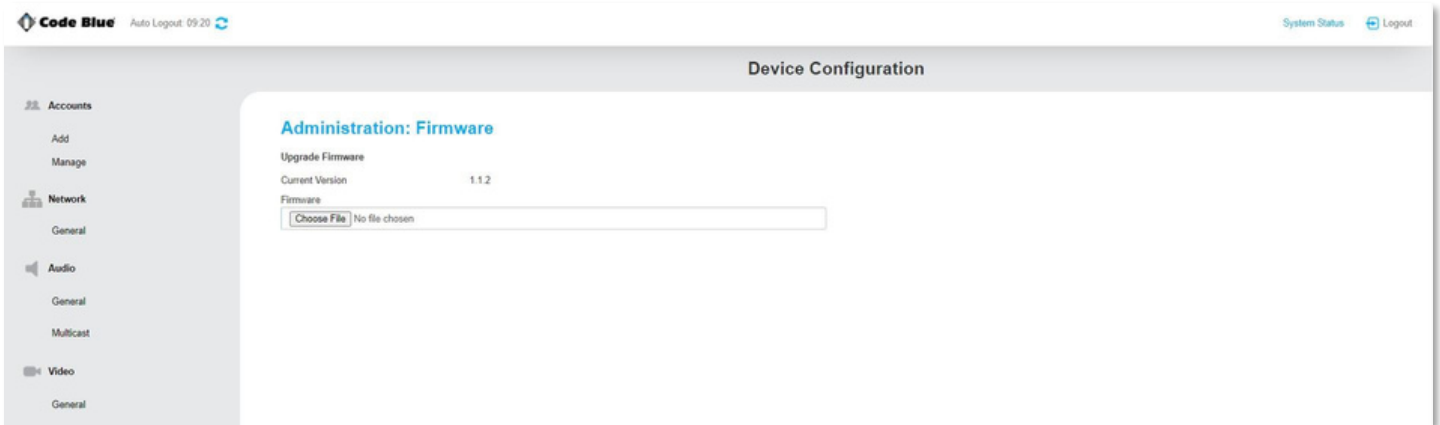 Code Blue Auto Logout: 09:20 System Status Logout
Device Configuration
Accounts
Add
Manage
Network
General
Audio
General
Multicast
Video
General
Administration: Firmware
Upgrade Firmware
Current Version 1.1.2
Firmware
Choose File No file chosen